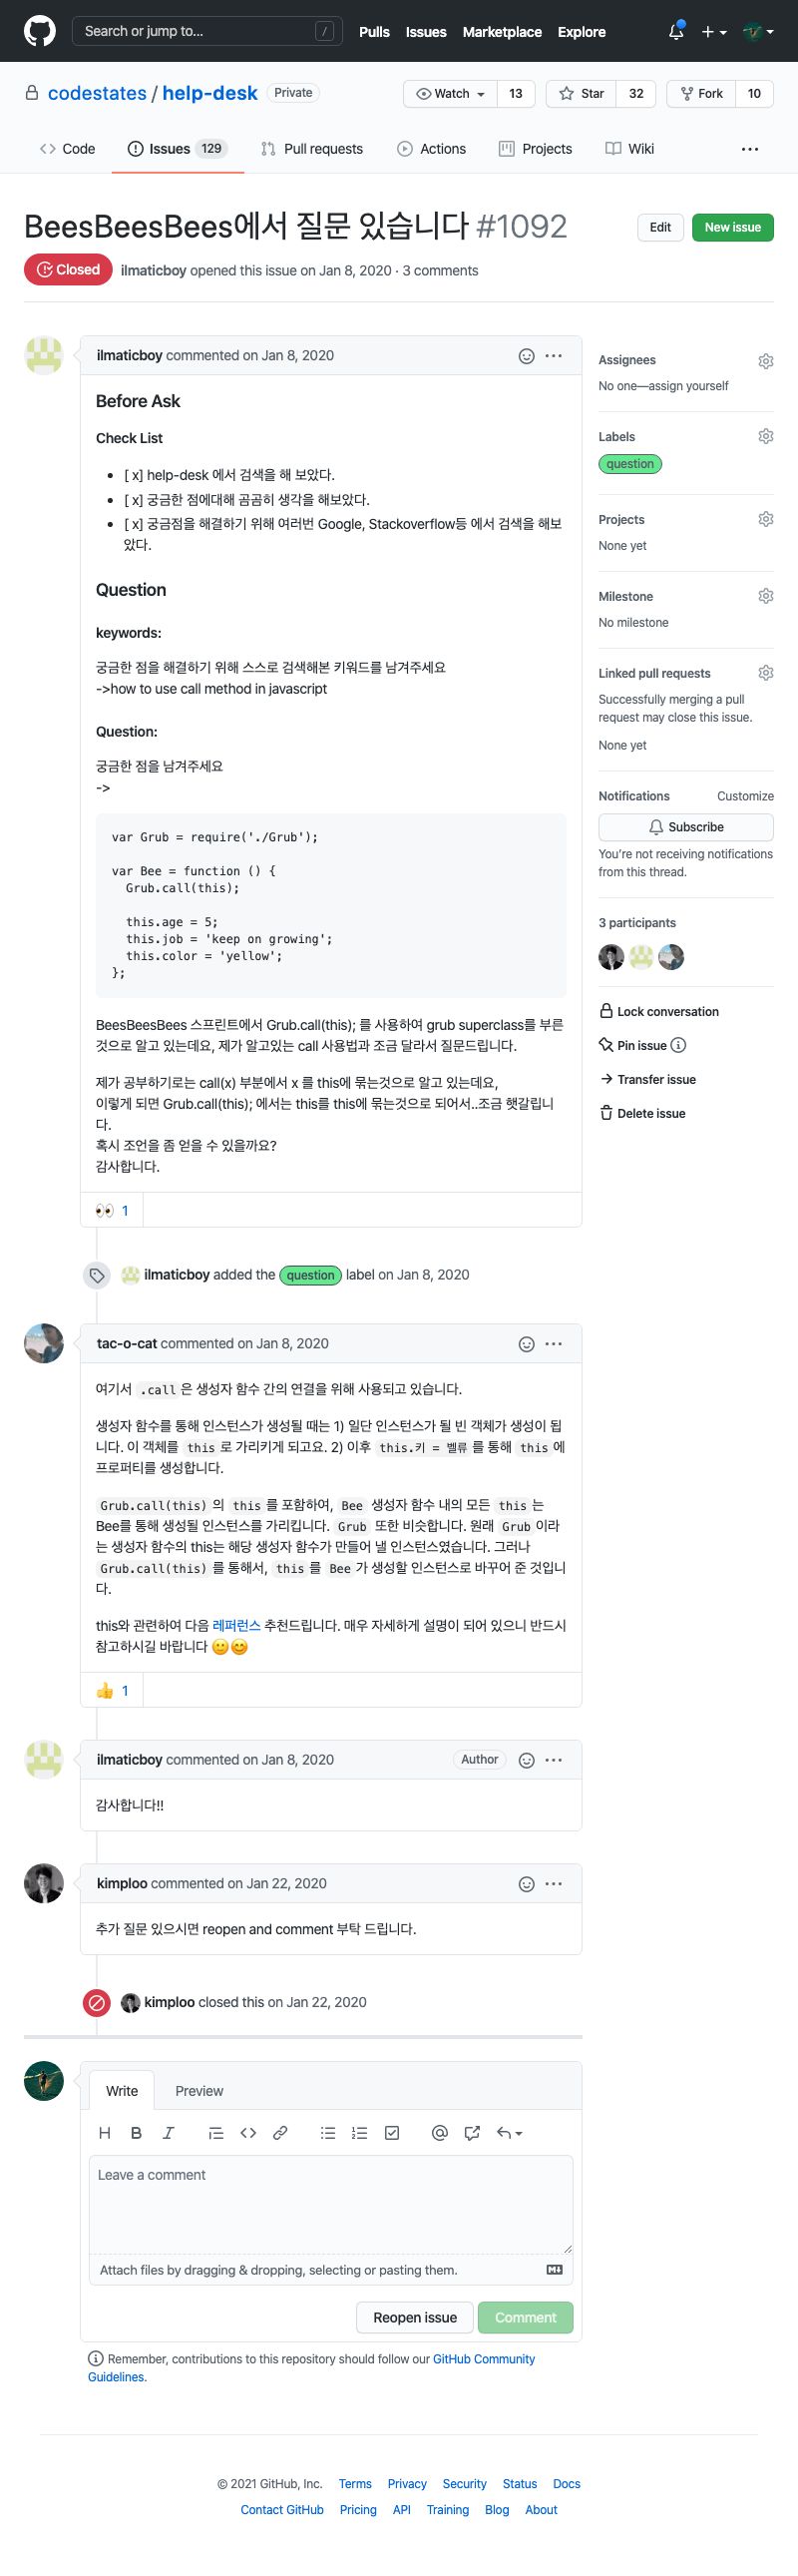 Search or jump to... /
Pulls Issues Marketplace Explore
codestates / help-desk Private
Watch 13 Star 32 Fork 10
Code Issues 129 Pull requests Actions Projects Wiki
BeesBeesBees에서 질문 있습니다 #1092
Edit New issue
Closed ilmaticboy opened this issue on Jan 8, 2020 · 3 comments
ilmaticboy commented on Jan 8, 2020
Before Ask
Check List
[ x] help-desk 에서 검색을 해 보았다.
[ x] 궁금한 점에대해 곰곰히 생각을 해보았다.
[ x] 궁금점을 해결하기 위해 여러번 Google, Stackoverflow등 에서 검색을 해보
았다.
Question
keywords:
궁금한 점을 해결하기 위해 스스로 검색해본 키워드를 남겨주세요
->how to use call method in javascript
Question:
궁금한 점을 남겨주세요
->
var Grub = require('./Grub');
var Bee = function () {
Grub.call(this);
this.age = 5;
this.job = 'keep on growing';
this.color = 'yellow';
};
BeesBeesBees 스프린트에서 Grub.call(this); 를 사용하여 grub superclass를 부른
것으로 알고 있는데요, 제가 알고있는 call 사용법과 조금 달라서 질문드립니다.
제가 공부하기로는 call(x) 부분에서 x 를 this에 묶는것으로 알고 있는데요,
이렇게 되면 Grub.call(this); 에서는 this를 this에 묶는것으로 되어서..조금 햇갈립니
다.
혹시 조언을 좀 얻을 수 있을까요?
감사합니다.
👀 1
ilmaticboy added the question label on Jan 8, 2020
tac-o-cat commented on Jan 8, 2020
여기서 .call 은 생성자 함수 간의 연결을 위해 사용되고 있습니다.
생성자 함수를 통해 인스턴스가 생성될 때는 1) 일단 인스턴스가 될 빈 객체가 생성이 됩
니다. 이 객체를 this 로 가리키게 되고요. 2) 이후 this.키 = 벨류 를 통해 this 에
프로퍼티를 생성합니다.
Grub.call(this) 의 this 를 포함하여, Bee 생성자 함수 내의 모든 this 는
Bee를 통해 생성될 인스턴스를 가리킵니다. Grub 또한 비슷합니다. 원래 Grub 이라
는 생성자 함수의 this는 해당 생성자 함수가 만들어 낼 인스턴스였습니다. 그러나
Grub.call(this) 를 통해서, this 를 Bee 가 생성할 인스턴스로 바꾸어 준 것입니
다.
this와 관련하여 다음 레퍼런스 추천드립니다. 매우 자세하게 설명이 되어 있으니 반드시
참고하시길 바랍니다 🙂😊
👍 1
ilmaticboy commented on Jan 8, 2020 Author
감사합니다!!
kimploo commented on Jan 22, 2020
추가 질문 있으시면 reopen and comment 부탁 드립니다.
kimploo closed this on Jan 22, 2020
Write Preview
Leave a comment
Attach files by dragging & dropping, selecting or pasting them.
Reopen issue Comment
Remember, contributions to this repository should follow our GitHub Community
Guidelines.
Assignees
No one—assign yourself
Labels
question
Projects
None yet
Milestone
No milestone
Linked pull requests
Successfully merging a pull
request may close this issue.
None yet
Notifications Customize
Subscribe
You're not receiving notifications
from this thread.
3 participants
Lock conversation
Pin issue
Transfer issue
Delete issue
© 2021 GitHub, Inc. Terms Privacy Security Status Docs
Contact GitHub Pricing API Training Blog About